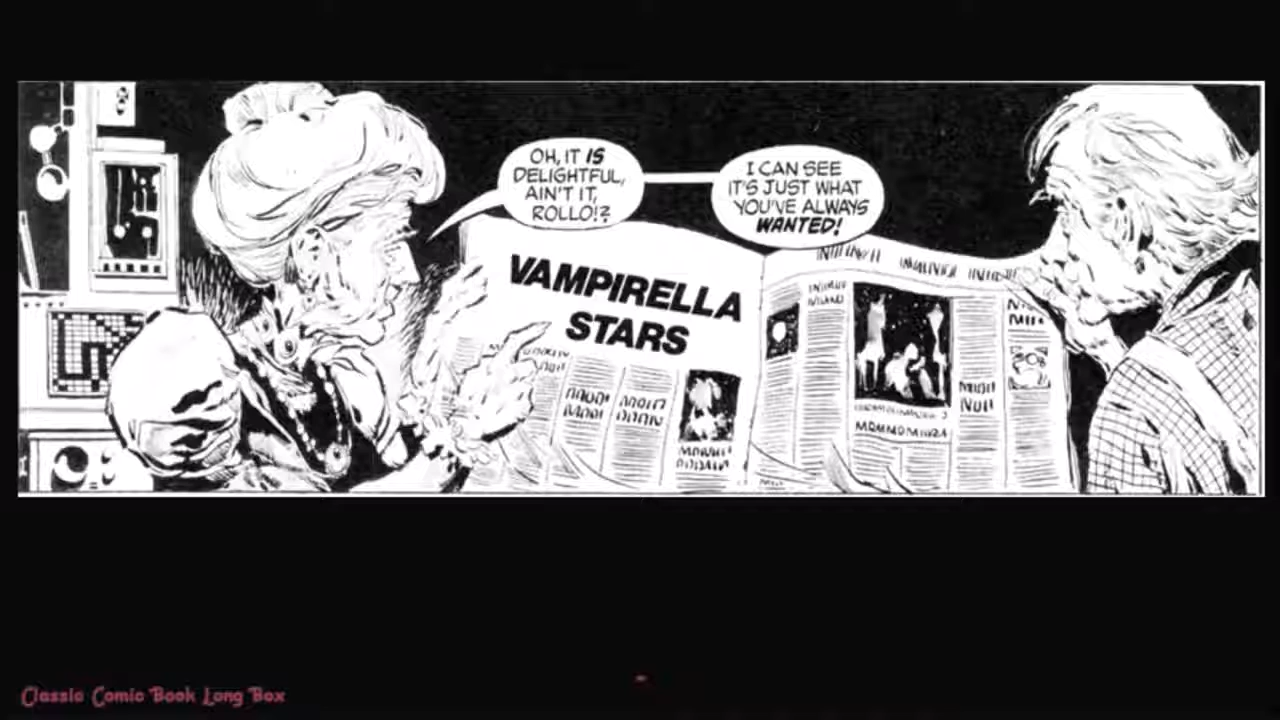 OH, IT IS
DELIGHTFUL,
AIN'T IT,
ROLLO!?
I CAN SEE
IT'S JUST WHAT
YOU'VE ALWAYS
WANTED!
VAMPIRELLA
STARS
Classic Comic Book Long Box